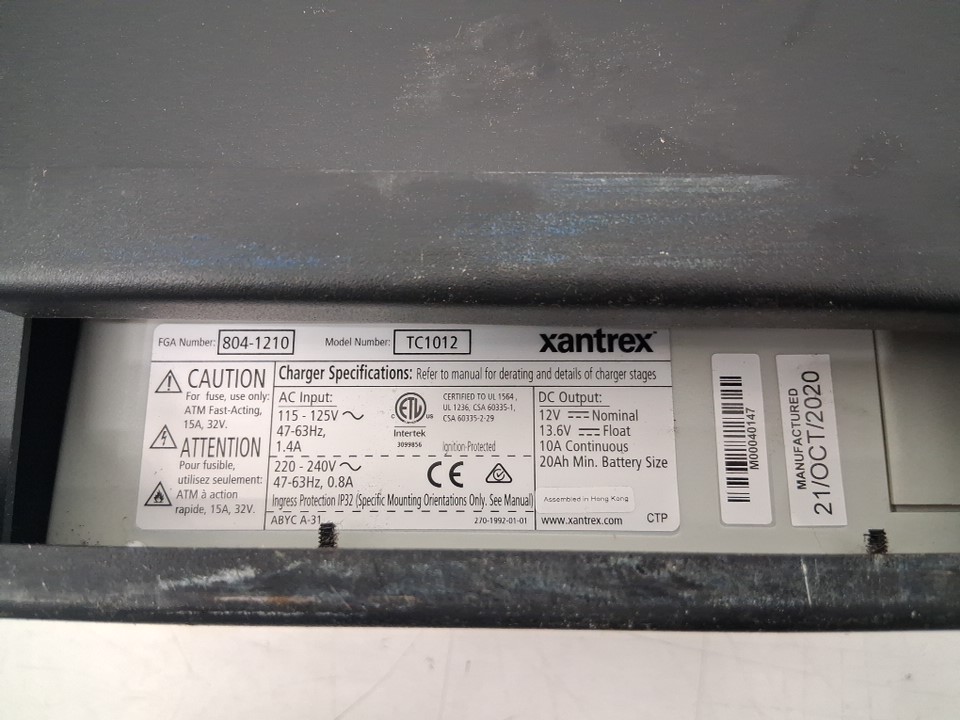 FGA Number: 804-1210 Model Number: TC1012 xantrex™
CAUTION
For fuse, use only:
ATM Fast-Acting,
15A, 32V.
ATTENTION
Pour fusible,
utilisez seulement:
ATM à action
rapide, 15A, 32V.
Charger Specifications: Refer to manual for derating and details of charger stages
AC Input:
115 - 125V
47-63Hz,
1.4A
220 - 240V
47-63Hz, 0.8A
C ETL US
Intertek
3099856
CERTIFIED TO UL 1564,
UL 1236, CSA 60335-1,
CSA 60335-2-29
Ignition-Protected
CE
Ingress Protection IP32 (Specific Mounting Orientations Only. See Manual)
ABYC A-31 270-1992-01-01
DC Output:
12V Nominal
13.6V Float
10A Continuous
20Ah Min. Battery Size
Assembled in Hong Kong
www.xantrex.com CTP
M00040147
MANUFACTURED
21/OCT/2020